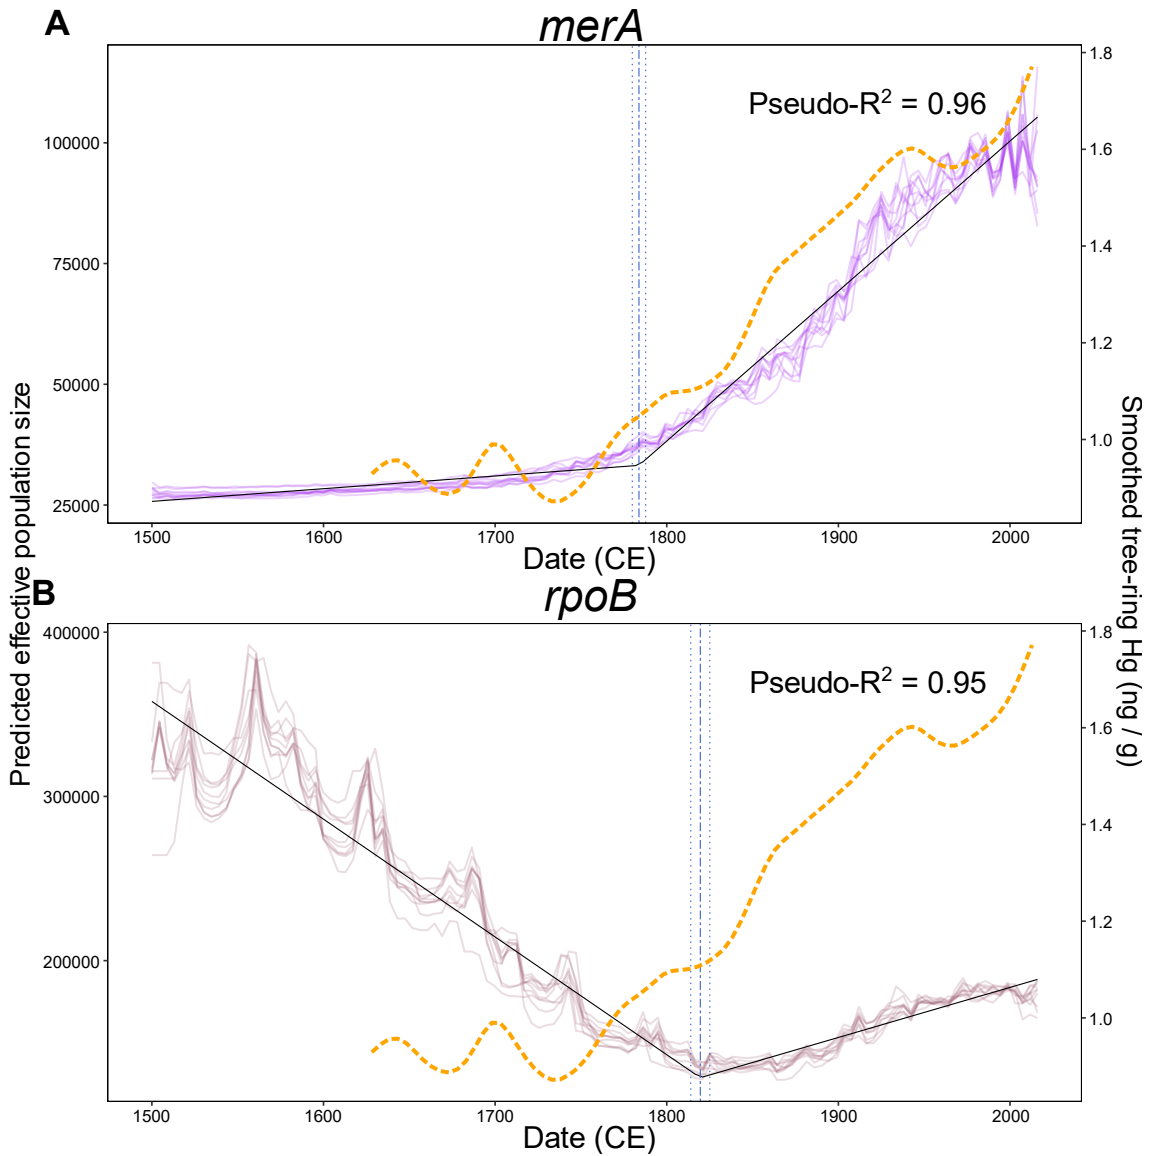 A
merA
Pseudo-R² = 0.96
100000
75000
50000
25000
1.8
1.6
1.4
1.2
1.0
1500
1600
1700
1800
1900
2000
Date (CE)
Predicted effective population size
Smoothed tree-ring Hg (ng / g)
B
rpoB
Pseudo-R² = 0.95
400000
300000
200000
1.8
1.6
1.4
1.2
1.0
1500
1600
1700
1800
1900
2000
Date (CE)